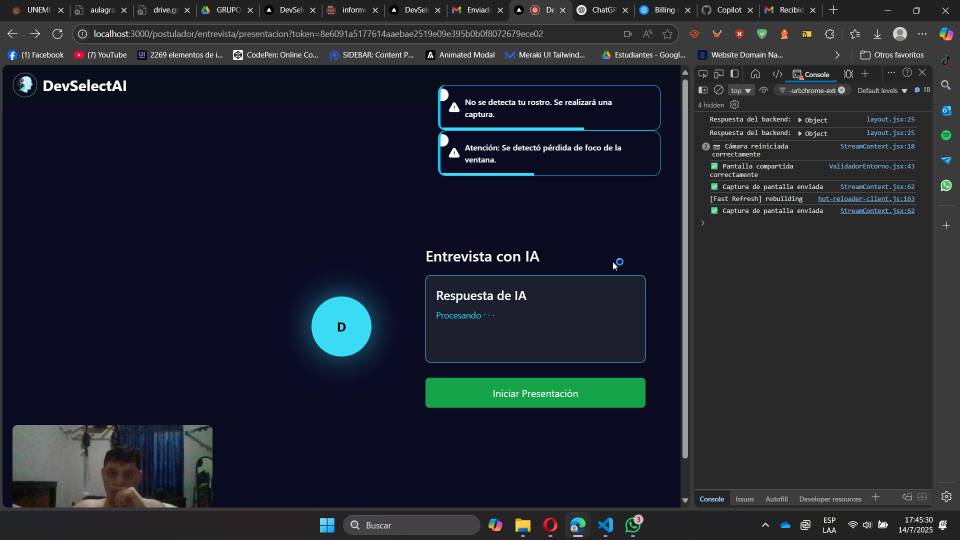 UNEMI
aulagra
drive.go
GRUPO
DevSele
inform
DevSel
Enviad
De
ChatGF
Billing
Copilot
Recibid
localhost:3000/postulador/entrevista/presentacion?token=8e6091a5177614aaebae2519e09e395b0b0f8072679ece02
(1) Facebook
(7) YouTube
2269 elementos de i...
CodePen: Online Co...
SIDEBAR: Content P...
Animated Modal
Meraki UI Tailwind...
Estudiantes - Googl...
Website Domain Na...
Otros favoritos
DevSelectAI
No se detecta tu rostro. Se realizará una
captura.
Atención: Se detectó pérdida de foco de la
ventana.
Entrevista con IA
Respuesta de IA
Procesando · · ·
D
Iniciar Presentación
Console
top
-url:chrome-ext
Default levels
18
4 hidden
Respuesta del backend: ▶ Object layout.jsx:25
Respuesta del backend: ▶ Object layout.jsx:25
2 Cámara reiniciada StreamContext.jsx:18
correctamente
Pantalla compartida ValidadorEntorno.jsx:43
correctamente
Captura de pantalla enviada StreamContext.jsx:62
[Fast Refresh] rebuilding hot-reloader-client.js:163
Captura de pantalla enviada StreamContext.jsx:62
Console
Issues
Autofill
Developer resources
Buscar
3
ESP
LAA
17:45:30
14/7/2025